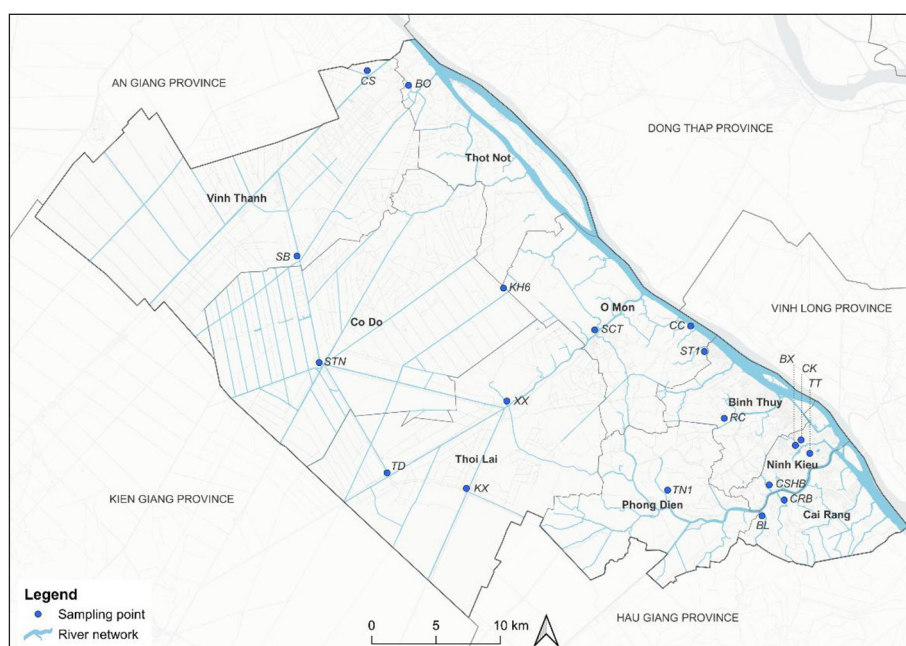 CS
BO
AN GIANG PROVINCE
DONG THAP PROVINCE
Thot Not
Vinh Thanh
SB
KH6
O Mon
VINH LONG PROVINCE
Co Do
CC
SCT
ST1
BX
CK
TT
STN
XX
Binh Thuy
RC
Thoi Lai
TD
Ninh Kieu
KIEN GIANG PROVINCE
KX
TN1
CSHB
Phong Dien
CRB
BL
Cai Rang
Legend
Sampling point
River network
0 5 10 km
HAU GIANG PROVINCE